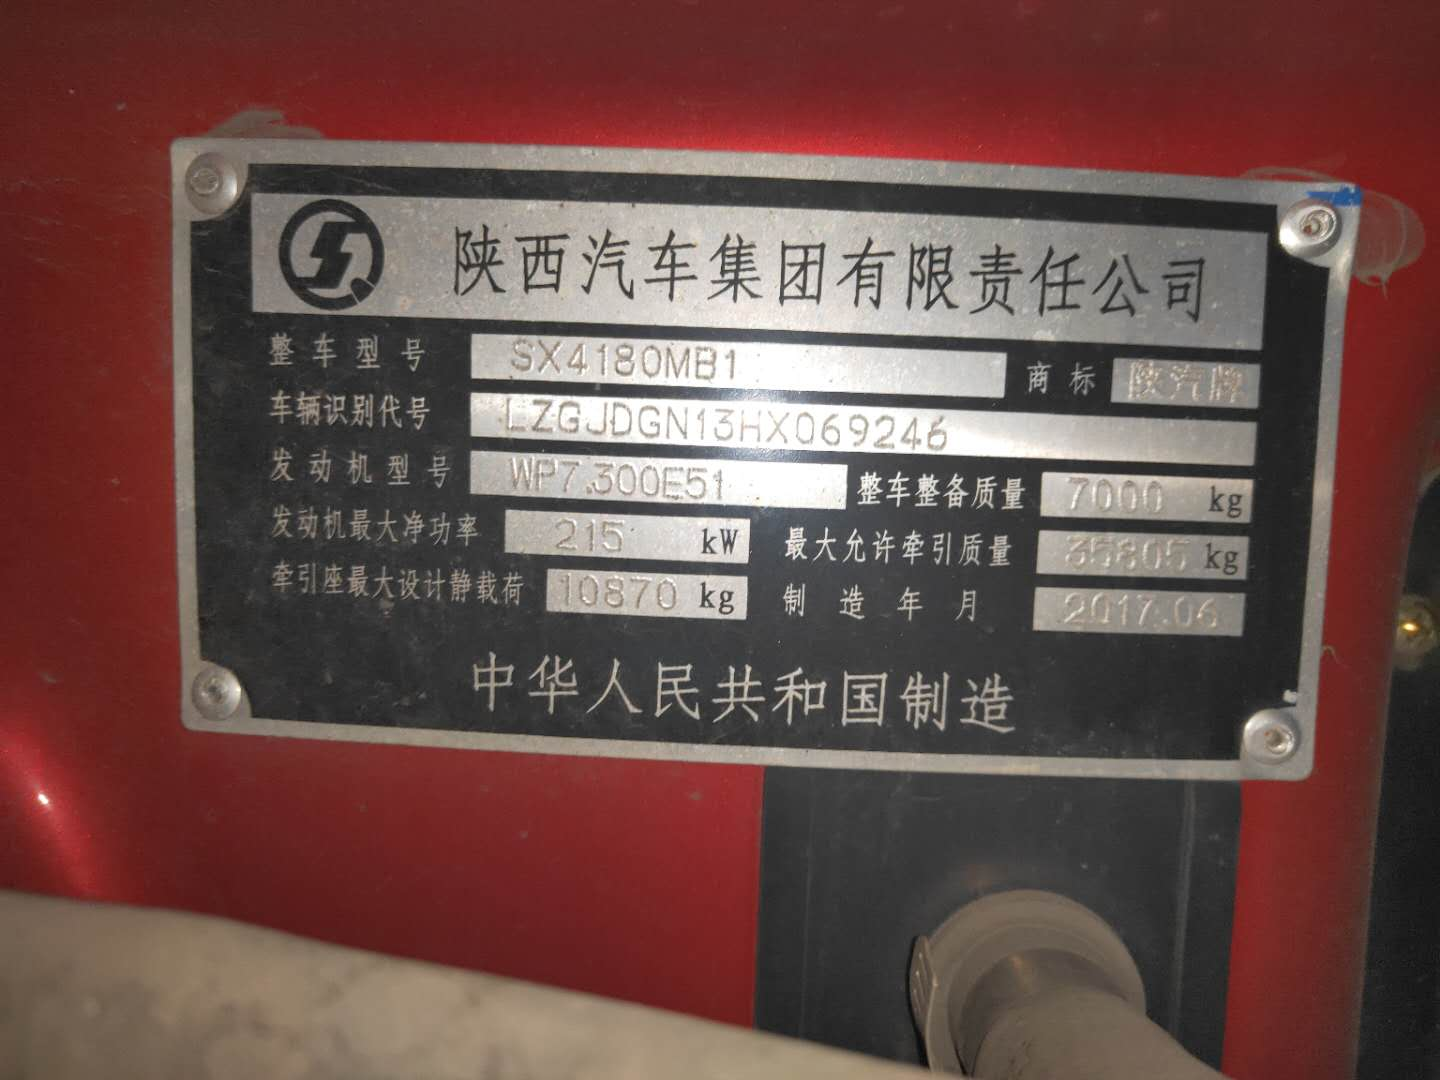 陕西汽车集团有限责任公司
整车型号 SX4180MB1 商标 陕汽牌
车辆识别代号 LZGJDGN13HX069246
发动机型号 WP7.300E51 整车整备质量 7000 kg
发动机最大净功率 215 kW 最大允许牵引质量 35805 kg
牵引座最大设计静载荷 10870 kg 制造年月 2017.06
中华人民共和国制造